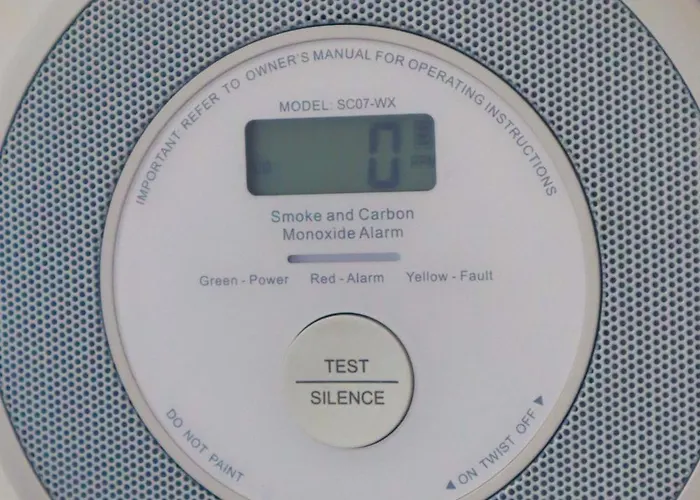 IMPORTANT: REFER TO OWNER'S MANUAL FOR OPERATING INSTRUCTIONS
MODEL: SC07-WX
0
Smoke and Carbon
Monoxide Alarm
Green - Power Red - Alarm Yellow - Fault
TEST
SILENCE
DO NOT PAINT
◀ ON TWIST OFF ▶